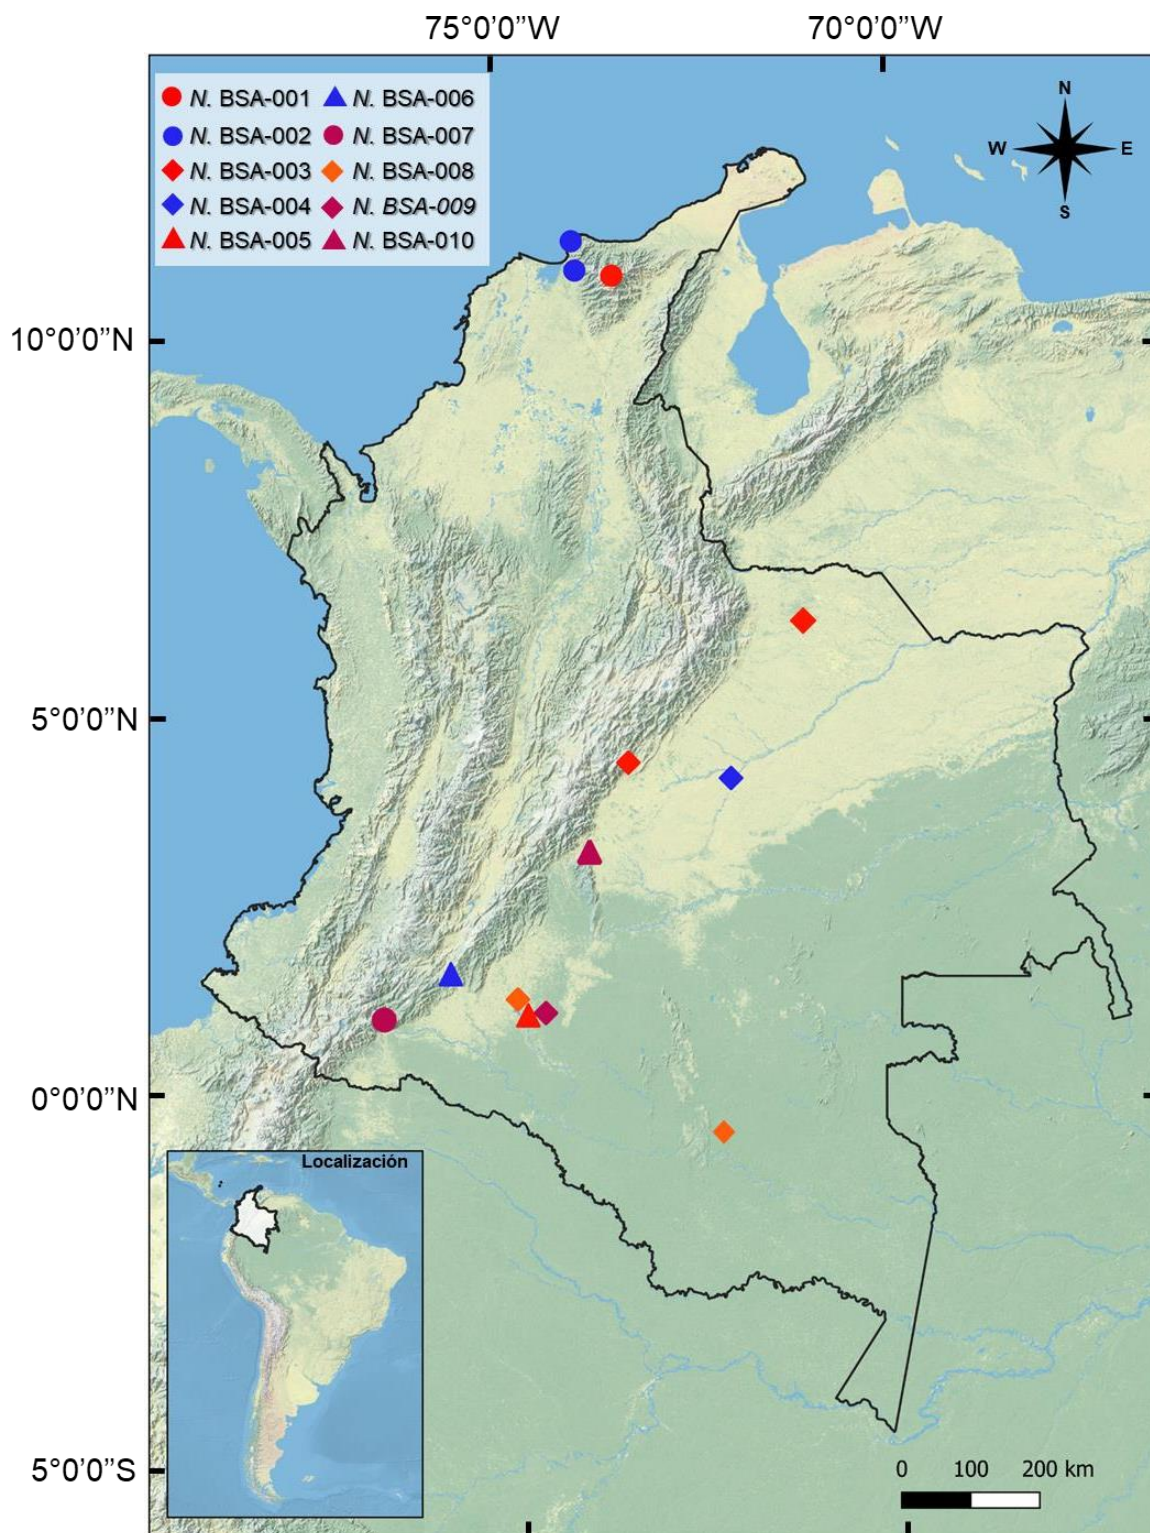 75°0’0’’W 70°0’0’’W
N. BSA-001 N. BSA-006
N. BSA-002 N. BSA-007
N. BSA-003 N. BSA-008
N. BSA-004 N. BSA-009
N. BSA-005 N. BSA-010
N
W E
S
10°0’0’’N
5°0’0’’N
0°0’0’’N
Localización
5°0’0’’S
0 100 200 km